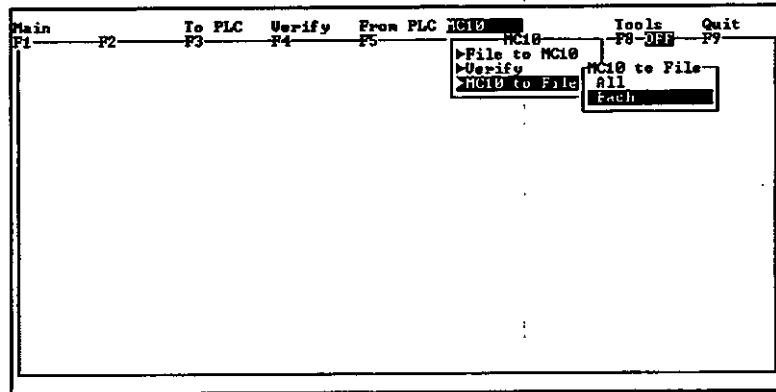 Main To PLC Verify From PLC MC10 Tools Quit
F1 F2 F3 F4 F5 MC10 F8 OFF F9
▶File to MC10
▶Verify MC10 to File
▶MC10 to File All
Each